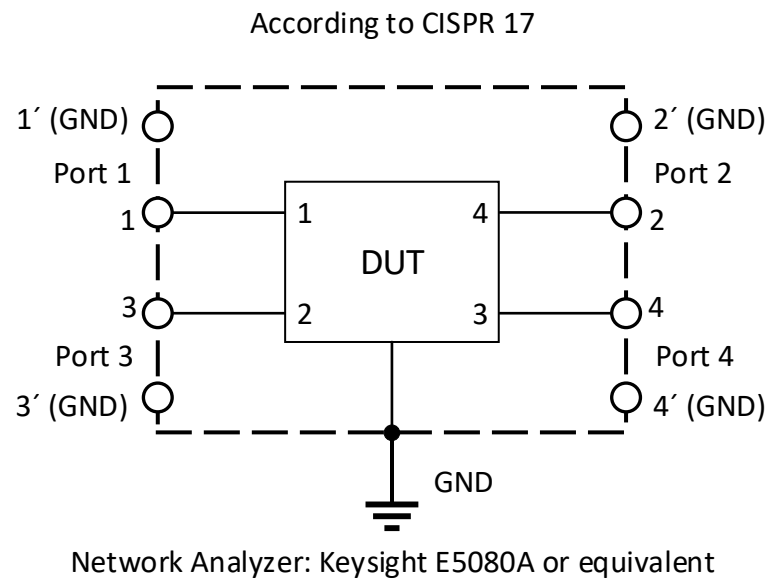 According to CISPR 17
1´ (GND) 2´ (GND)
Port 1 Port 2
1 1 4 2
DUT
3 2 3 4
Port 3 Port 4
3´ (GND) 4´ (GND)
GND
Network Analyzer: Keysight E5080A or equivalent